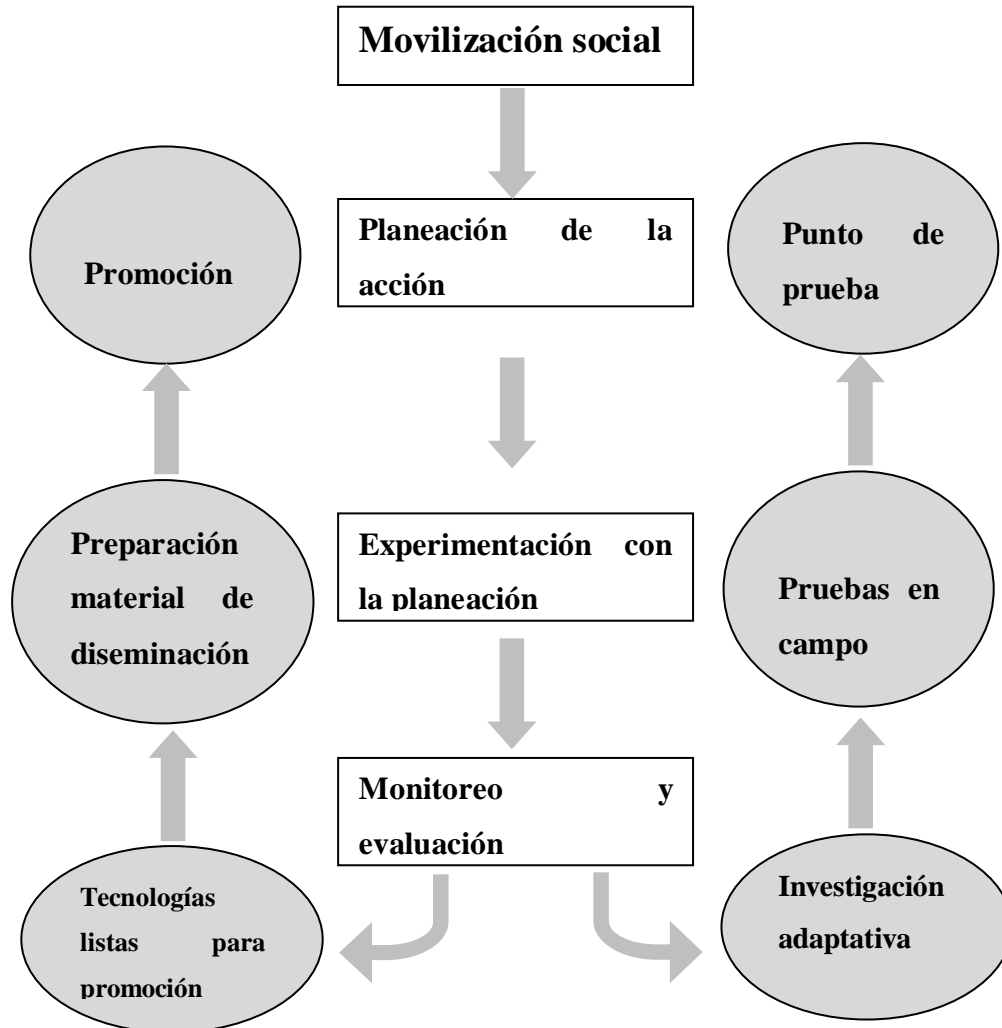 Movilización social
Planeación de la
acción
Promoción
Punto de
prueba
Experimentación con
la planeación
Preparación
material de
diseminación
Pruebas en
campo
Monitoreo y
evaluación
Tecnologías
listas para
promoción
Investigación
adaptativa